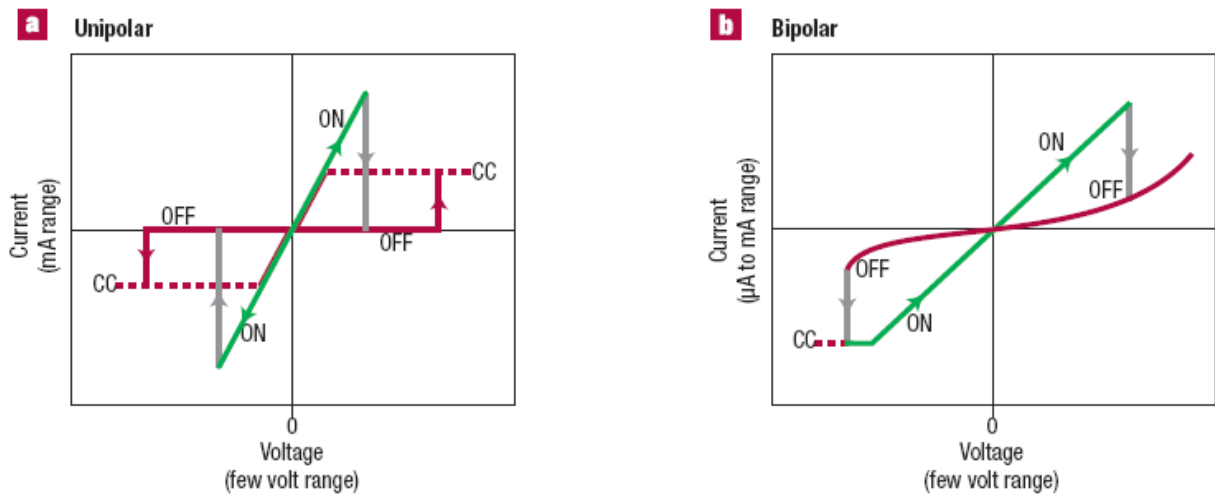 a Unipolar
ON
CC
OFF
OFF
CC
ON
Current
(mA range)
0
Voltage
(few volt range)
b Bipolar
ON
OFF
OFF
ON
CC
Current
(µA to mA range)
0
Voltage
(few volt range)